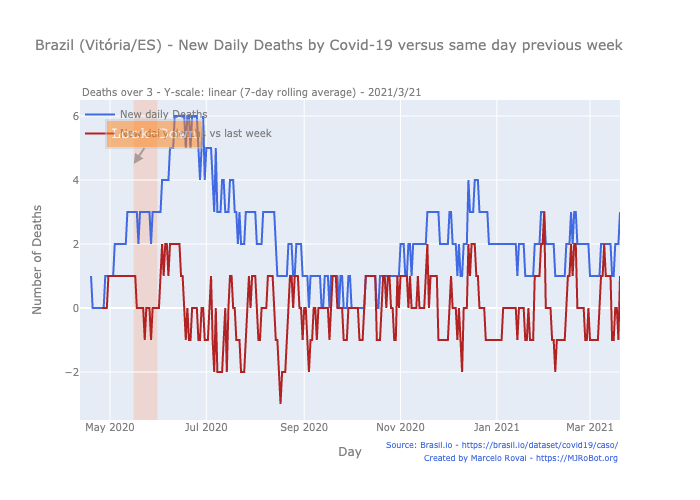 Brazil (Vitória/ES) - New Daily Deaths by Covid-19 versus same day previous week
Deaths over 3 - Y-scale: linear (7-day rolling average) - 2021/3/21
New daily Deaths
vs last week
Number of Deaths
6
4
2
0
−2
May 2020
Jul 2020
Sep 2020
Nov 2020
Jan 2021
Mar 2021
Day
Source: Brasil.io - https://brasil.io/dataset/covid19/caso/
Created by Marcelo Rovai - https://MJRoBot.org